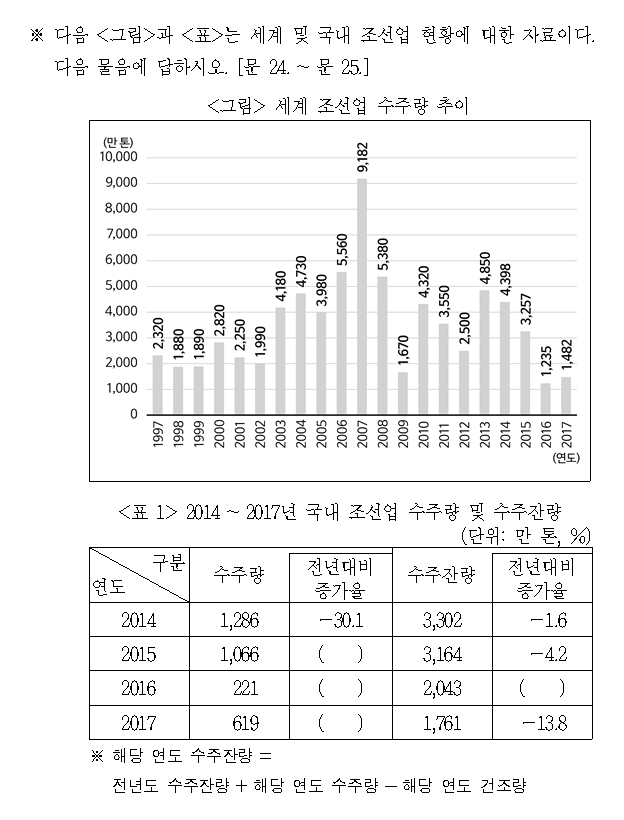 ※ 다음 <그림>과 <표>는 세계 및 국내 조선업 현황에 대한 자료이다.
다음 물음에 답하시오. [문 24. ~ 문 25.]
<그림> 세계 조선업 수주량 추이
(만 톤)
10,000
9,000
8,000
7,000
6,000
5,000
4,000
3,000
2,000
1,000
0
2,320 1,880 1,890 2,820 2,250 1,990 4,180 4,730 3,980 5,560 9,182 5,380 1,670 4,320 3,550 2,500 4,850 4,398 3,257 1,235 1,482
1997 1998 1999 2000 2001 2002 2003 2004 2005 2006 2007 2008 2009 2010 2011 2012 2013 2014 2015 2016 2017
(연도)
<표 1> 2014 ~ 2017년 국내 조선업 수주량 및 수주잔량
(단위: 만 톤, %)
구분 연도 수주량 전년대비 증가율 수주잔량 전년대비 증가율
2014 1,286 -30.1 3,302 -1.6
2015 1,066 ( ) 3,164 -4.2
2016 221 ( ) 2,043 ( )
2017 619 ( ) 1,761 -13.8
※ 해당 연도 수주잔량 =
전년도 수주잔량 + 해당 연도 수주량 - 해당 연도 건조량